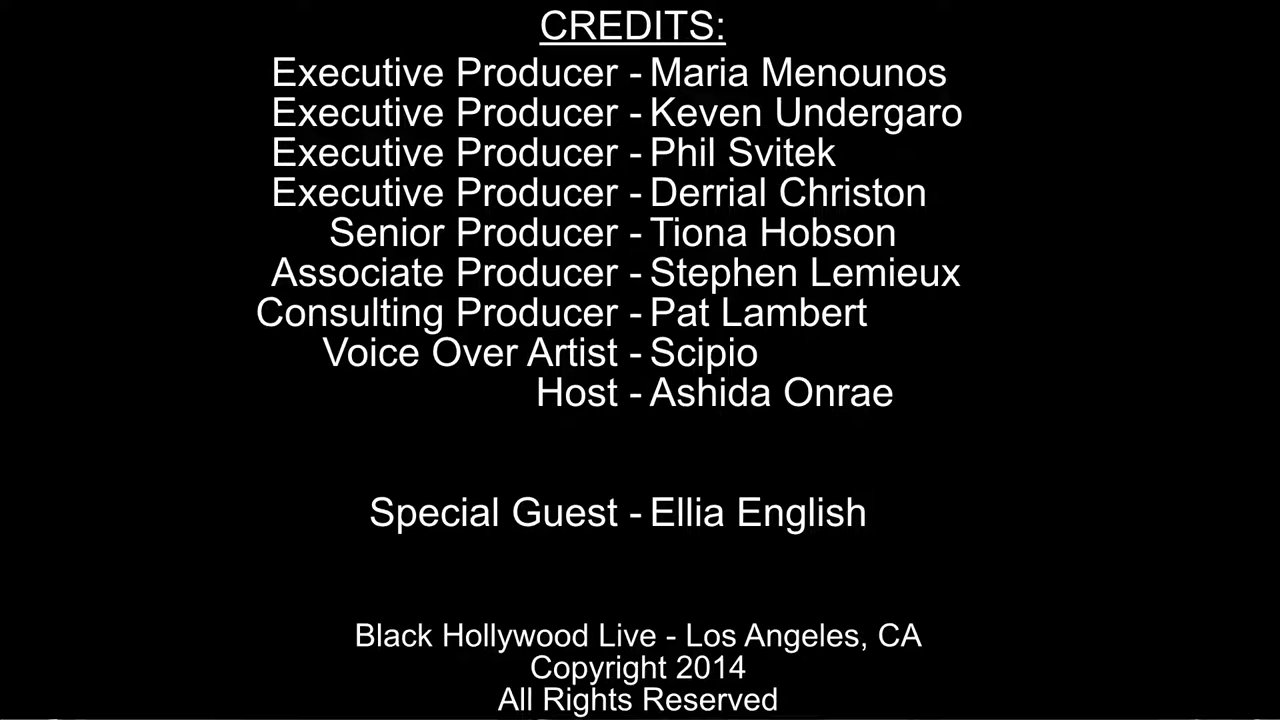 CREDITS:
Executive Producer - Maria Menounos
Executive Producer - Keven Undergaro
Executive Producer - Phil Svitek
Executive Producer - Derrial Christon
Senior Producer - Tiona Hobson
Associate Producer - Stephen Lemieux
Consulting Producer - Pat Lambert
Voice Over Artist - Scipio
Host - Ashida Onrae
Special Guest - Ellia English
Black Hollywood Live - Los Angeles, CA
Copyright 2014
All Rights Reserved